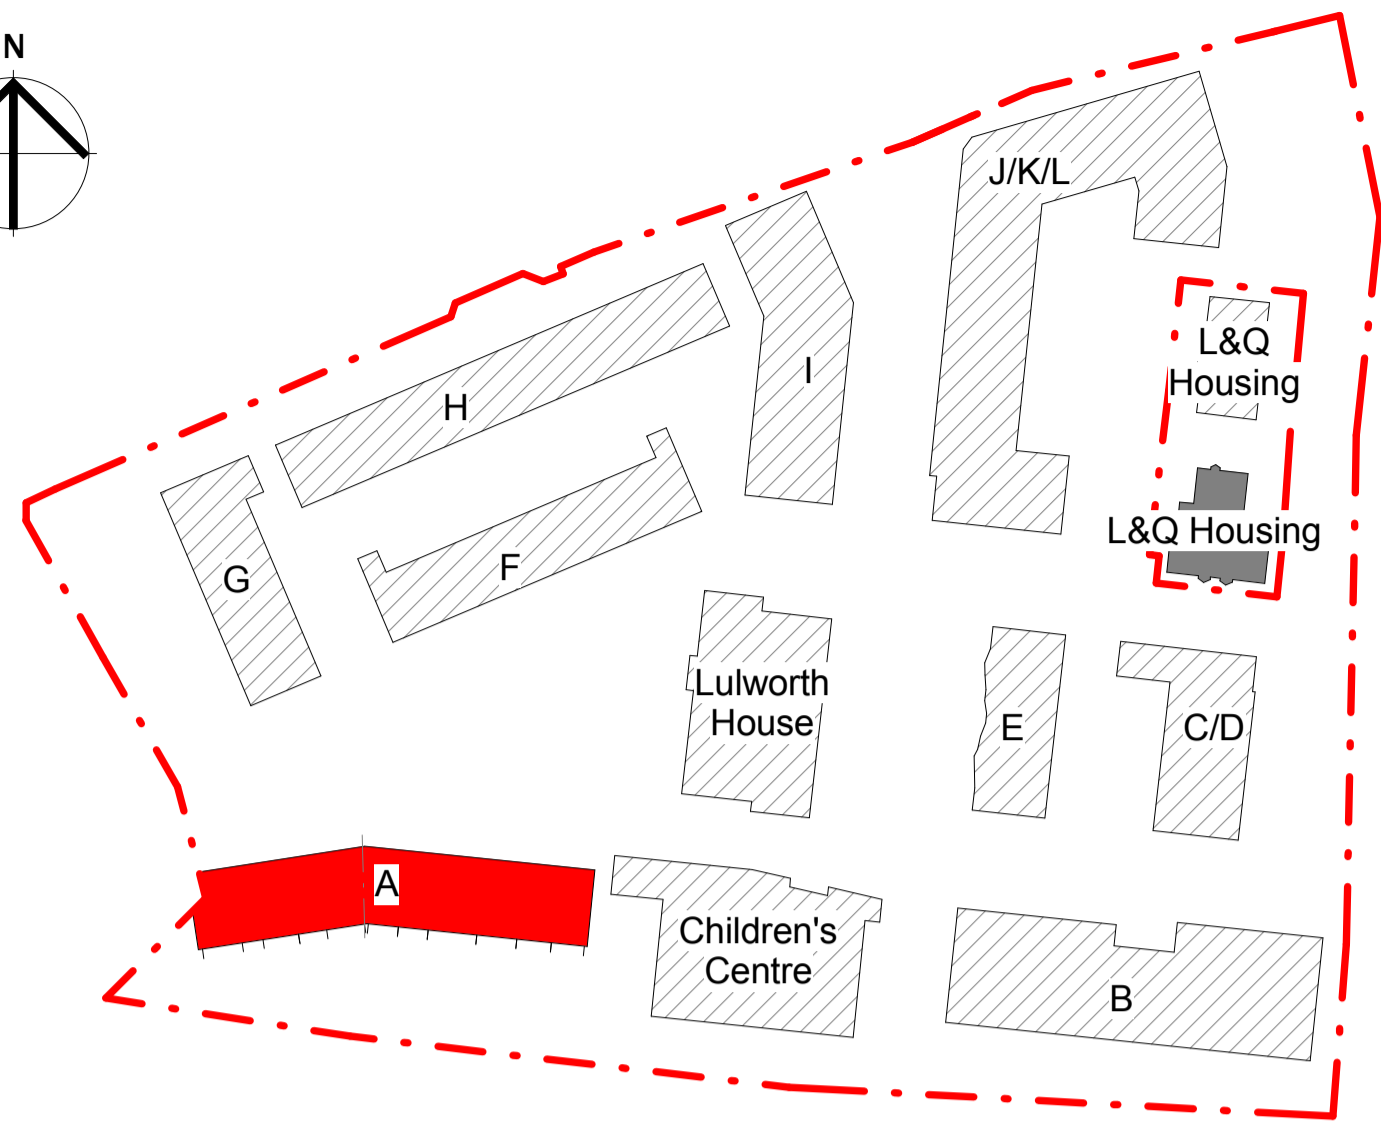 N
J/K/L
L&Q
Housing
I
H
L&Q Housing
F
G
Lulworth
House
E
C/D
A
Children's
Centre
B